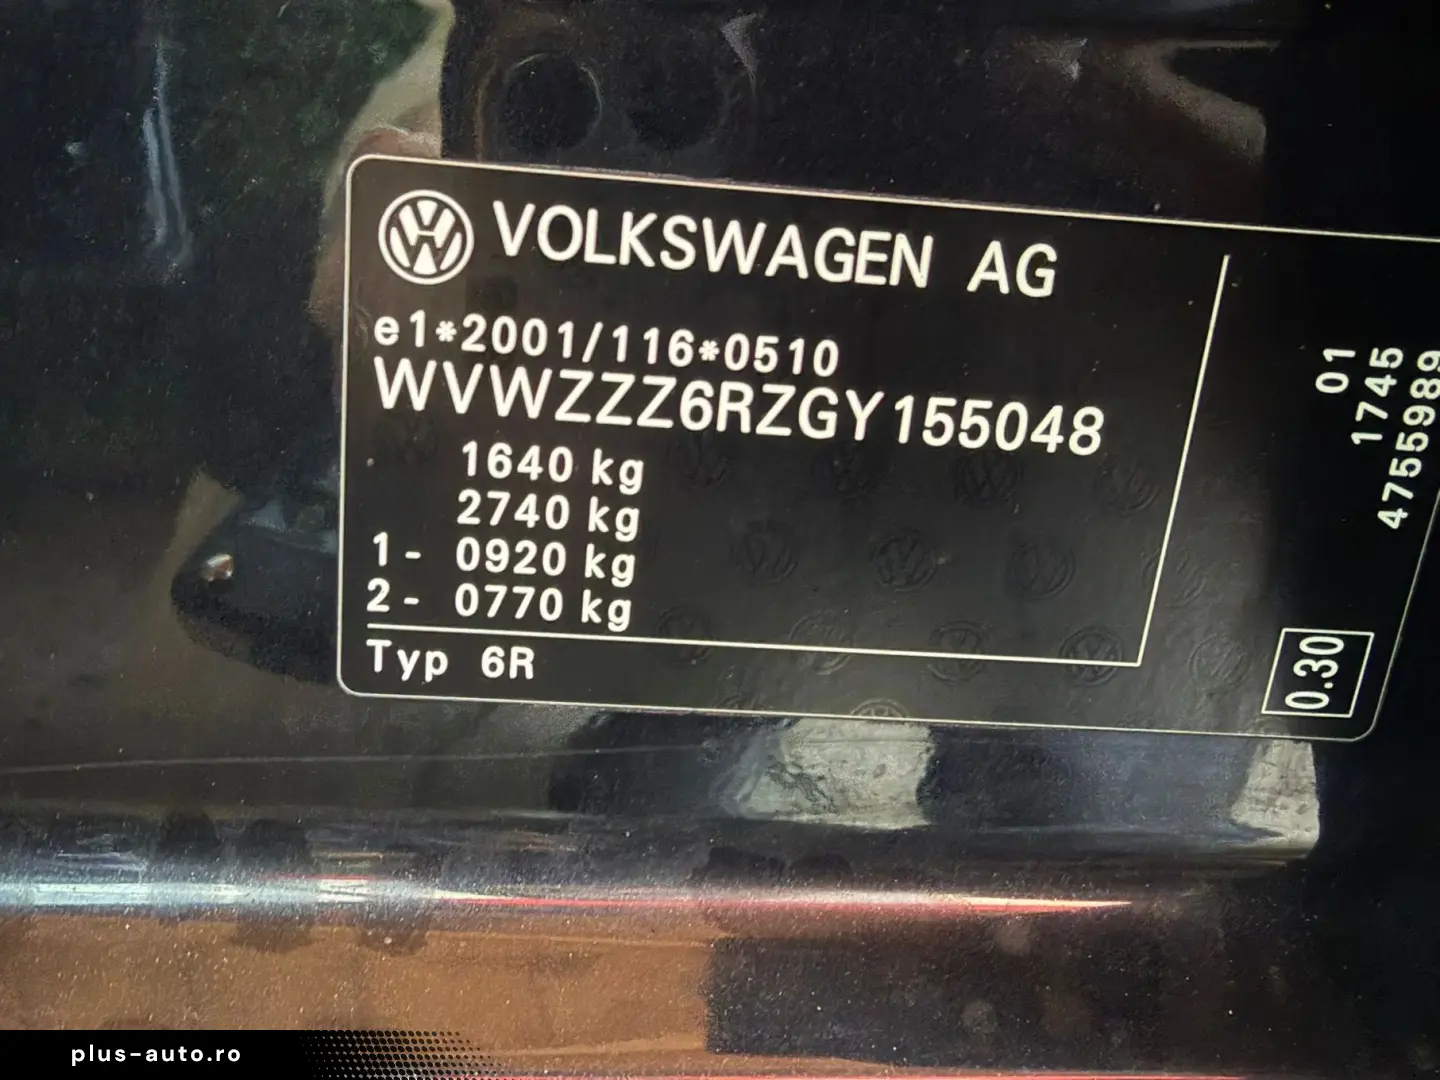 VOLKSWAGEN AG
e1*2001/116*0510
WVWZZZ6RZGY155048
1640 kg
2740 kg
1- 0920 kg
2- 0770 kg
Typ 6R
01
1745
4755989
0.30
plus-auto.ro